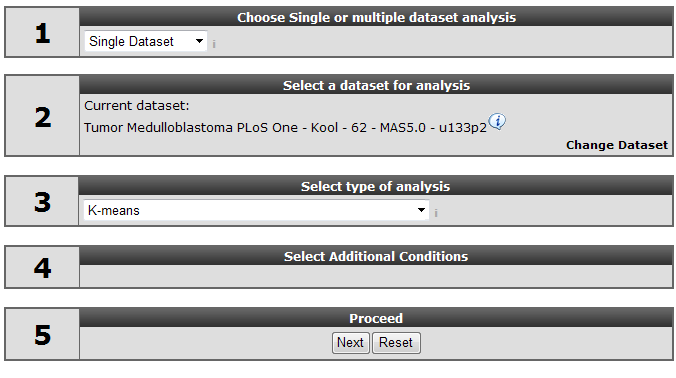 1
Choose Single or multiple dataset analysis
Single Dataset
i
2
Select a dataset for analysis
Current dataset:
Tumor Medulloblastoma PLoS One - Kool - 62 - MAS5.0 - u133p2 i
Change Dataset
3
Select type of analysis
K-means
i
4
Select Additional Conditions
5
Proceed
Next Reset